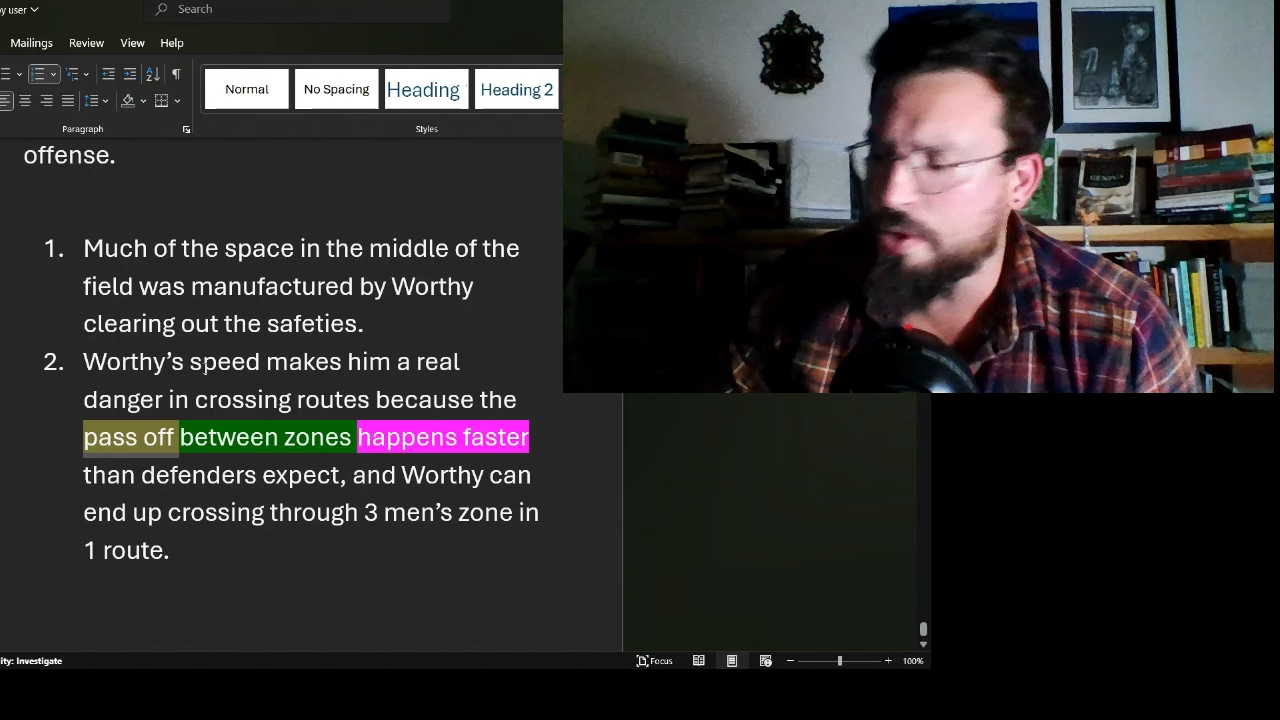 y user
Search
Mailings Review View Help
Normal No Spacing Heading Heading 2
Paragraph Styles
offense.
1. Much of the space in the middle of the
field was manufactured by Worthy
clearing out the safeties.
2. Worthy's speed makes him a real
danger in crossing routes because the
pass off between zones happens faster
than defenders expect, and Worthy can
end up crossing through 3 men's zone in
1 route.
ity: Investigate
Focus
100%